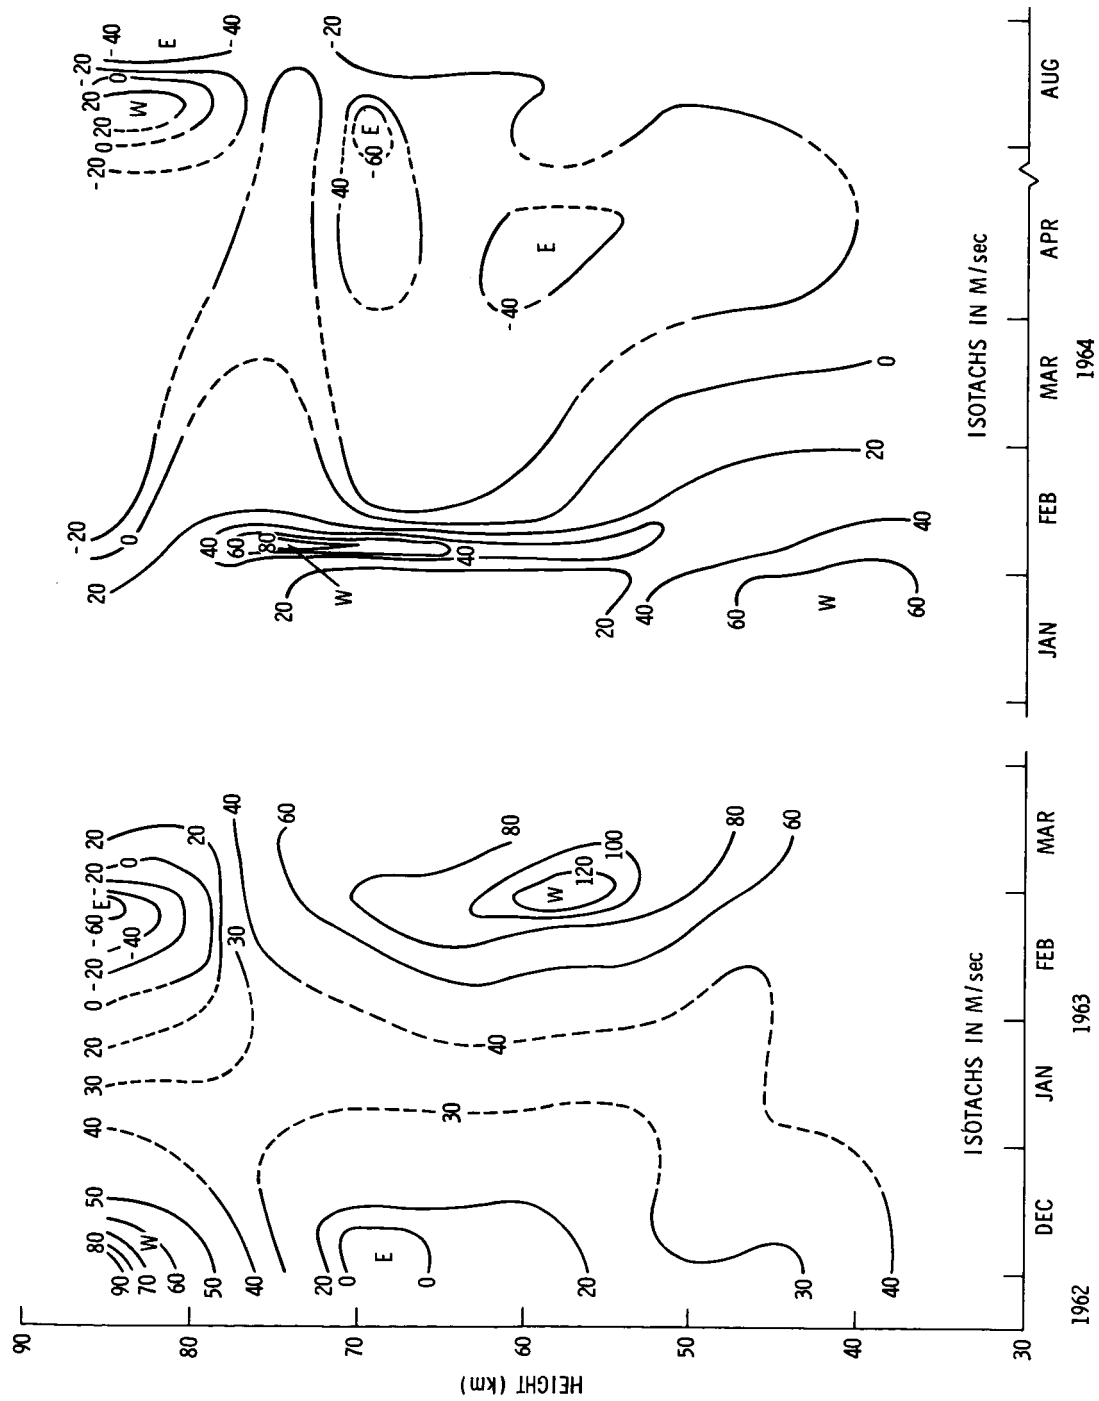 HEIGHT (km)
90
80
70
60
50
40
30
90 80 70 W 60 50 40
50 40 30 20 0 -20 -60 E -40 -20 0 20 20
30 40 60
20 0 E 0 20 30 40
30 40
80 100 120 W 80 60
ISOTACHS IN M/sec
DEC JAN FEB MAR
1962 1963
20 0 -20
40 60 80 W 20 40
20 40 60 W 60
40 20 0
-20 0 20 W 20 0 -20 -40 E -40
40 -60 E -20
-40 E
ISOTACHS IN M/sec
JAN FEB MAR APR AUG
1964